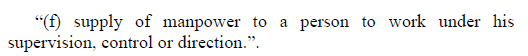 “(f) supply of manpower to a person to work under his
supervision, control or direction.”.